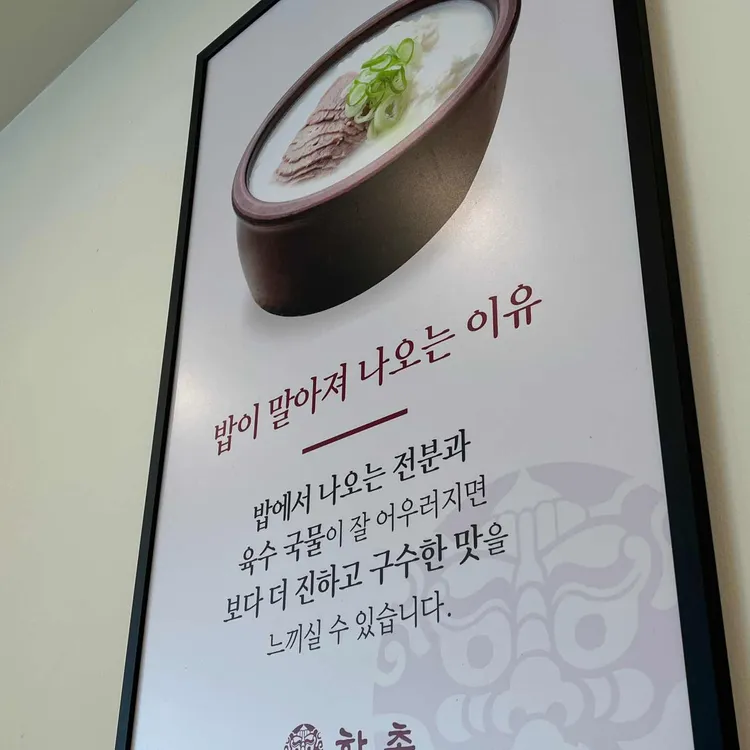 밥이 말아져 나오는 이유
밥에서 나오는 전분과
육수 국물이 잘 어우러지면
보다 더 진하고 구수한 맛을
느끼실 수 있습니다.